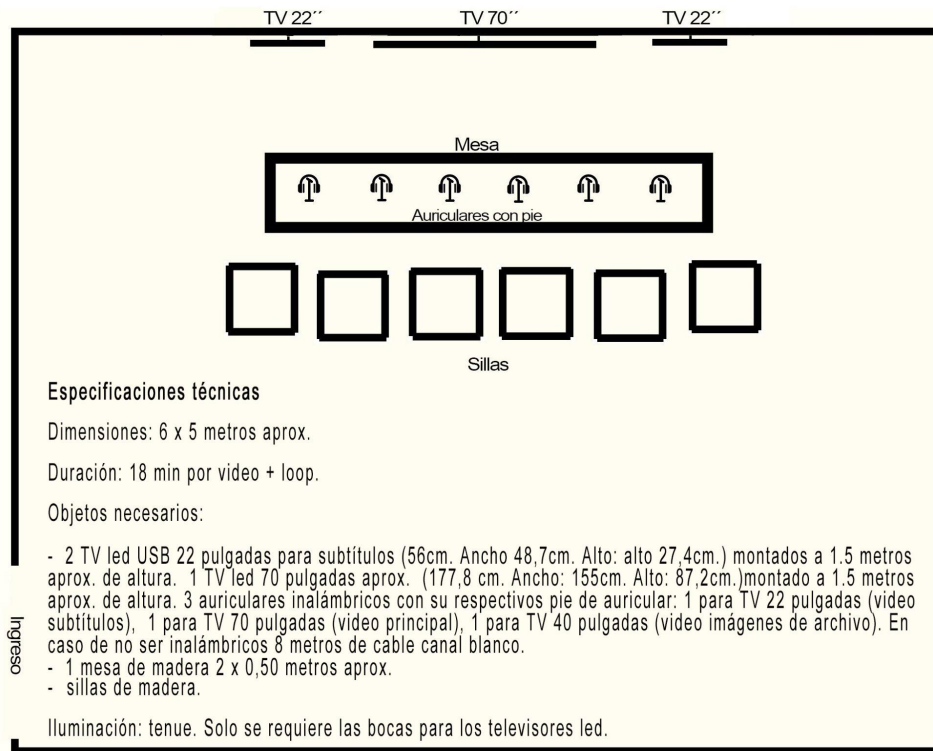 TV 22´´ TV 70´´ TV 22´´
Mesa
Auriculares con pie
Sillas
Especificaciones técnicas
Dimensiones: 6 x 5 metros aprox.
Duración: 18 min por video + loop.
Objetos necesarios:
- 2 TV led USB 22 pulgadas para subtítulos (56cm. Ancho 48,7cm. Alto: alto 27,4cm.) montados a 1.5 metros
aprox. de altura. 1 TV led 70 pulgadas aprox. (177,8 cm. Ancho: 155cm. Alto: 87,2cm.)montado a 1.5 metros
aprox. de altura. 3 auriculares inalámbricos con su respectivos pie de auricular: 1 para TV 22 pulgadas (video
subtítulos), 1 para TV 70 pulgadas (video principal), 1 para TV 40 pulgadas (video imágenes de archivo). En
caso de no ser inalámbricos 8 metros de cable canal blanco.
- 1 mesa de madera 2 x 0,50 metros aprox.
- sillas de madera.
Iluminación: tenue. Solo se requiere las bocas para los televisores led.
Ingreso